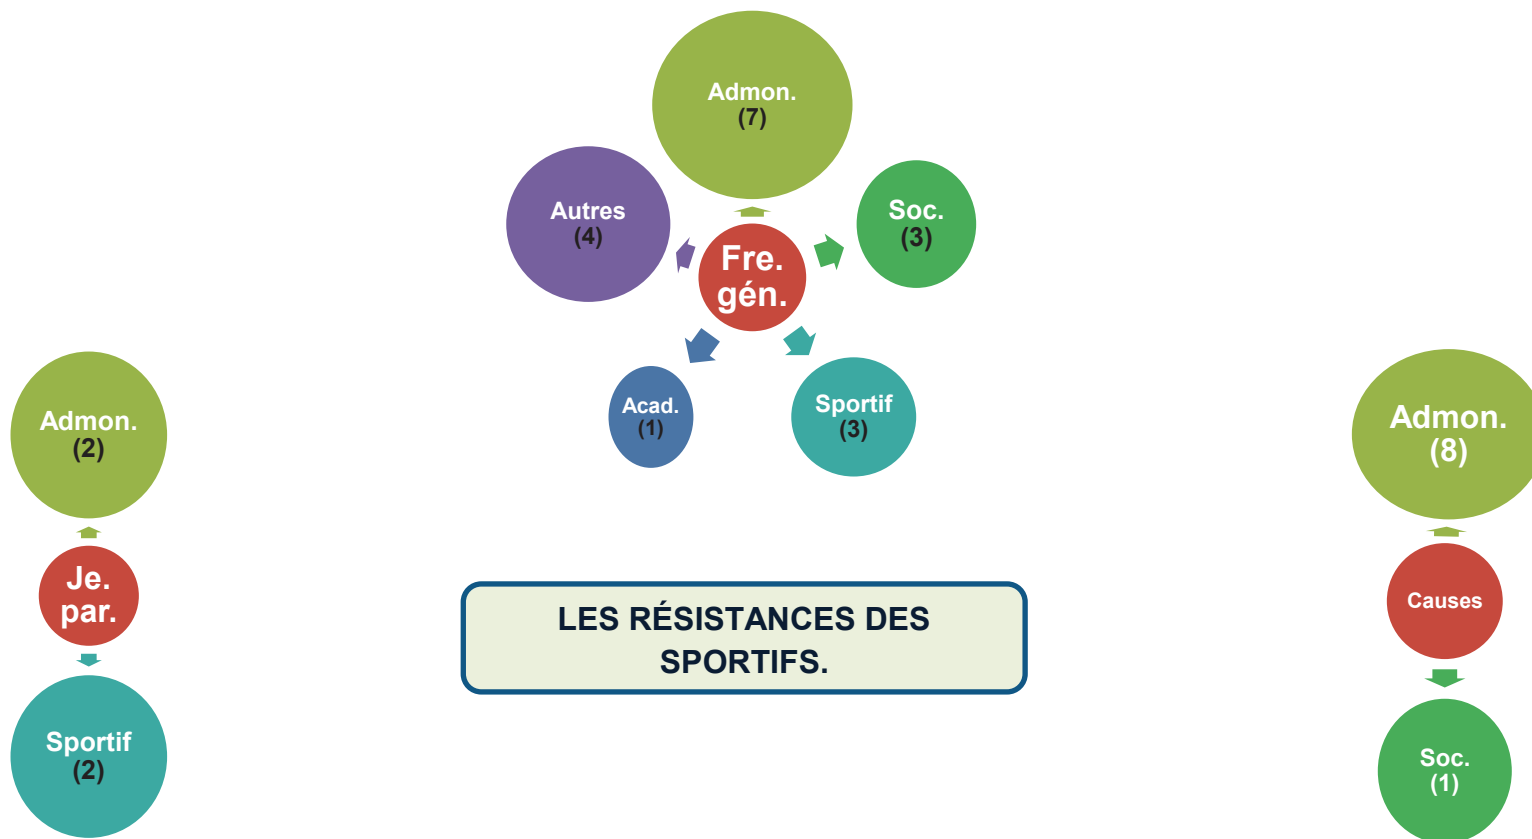 Admon.
(7)
Autres
(4)
Soc.
(3)
Fre.
gén.
Acad.
(1)
Sportif
(3)
Admon.
(2)
Je.
par.
Sportif
(2)
LES RÉSISTANCES DES
SPORTIFS.
Admon.
(8)
Causes
Soc.
(1)